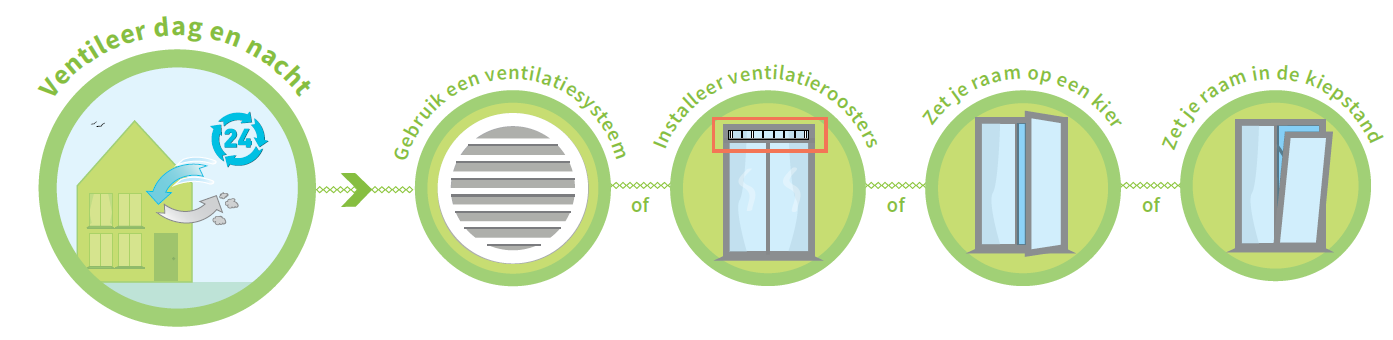 Ventileer dag en nacht
24
Gebruik een ventilatiesysteem
of
Installeer ventilatieroosters
of
Zet je raam op een kier
of
Zet je raam in de kiepstand